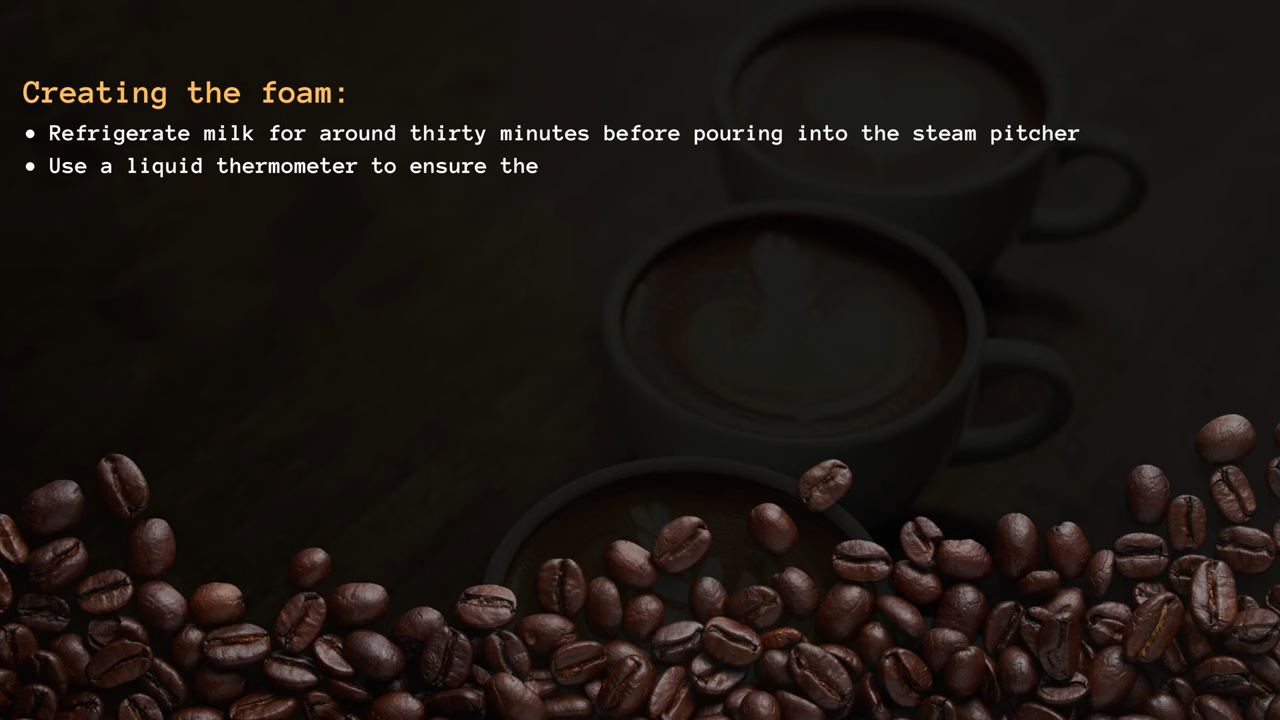 Creating the foam:
• Refrigerate milk for around thirty minutes before pouring into the steam pitcher
• Use a liquid thermometer to ensure the